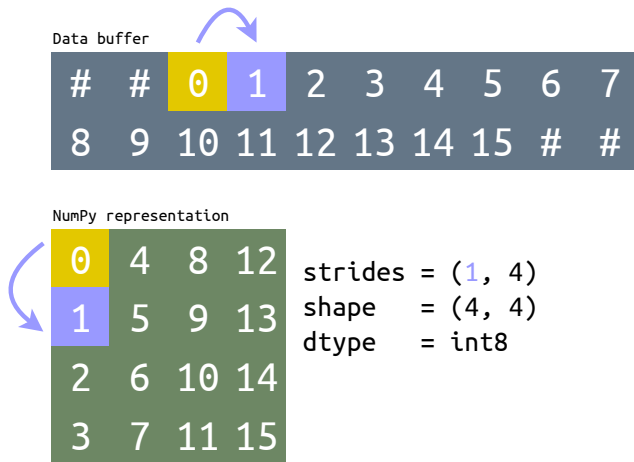 Data buffer
# # 0 1 2 3 4 5 6 7
8 9 10 11 12 13 14 15 # #
NumPy representation
0 4 8 12
1 5 9 13
2 6 10 14
3 7 11 15
strides = (1, 4)
shape = (4, 4)
dtype = int8